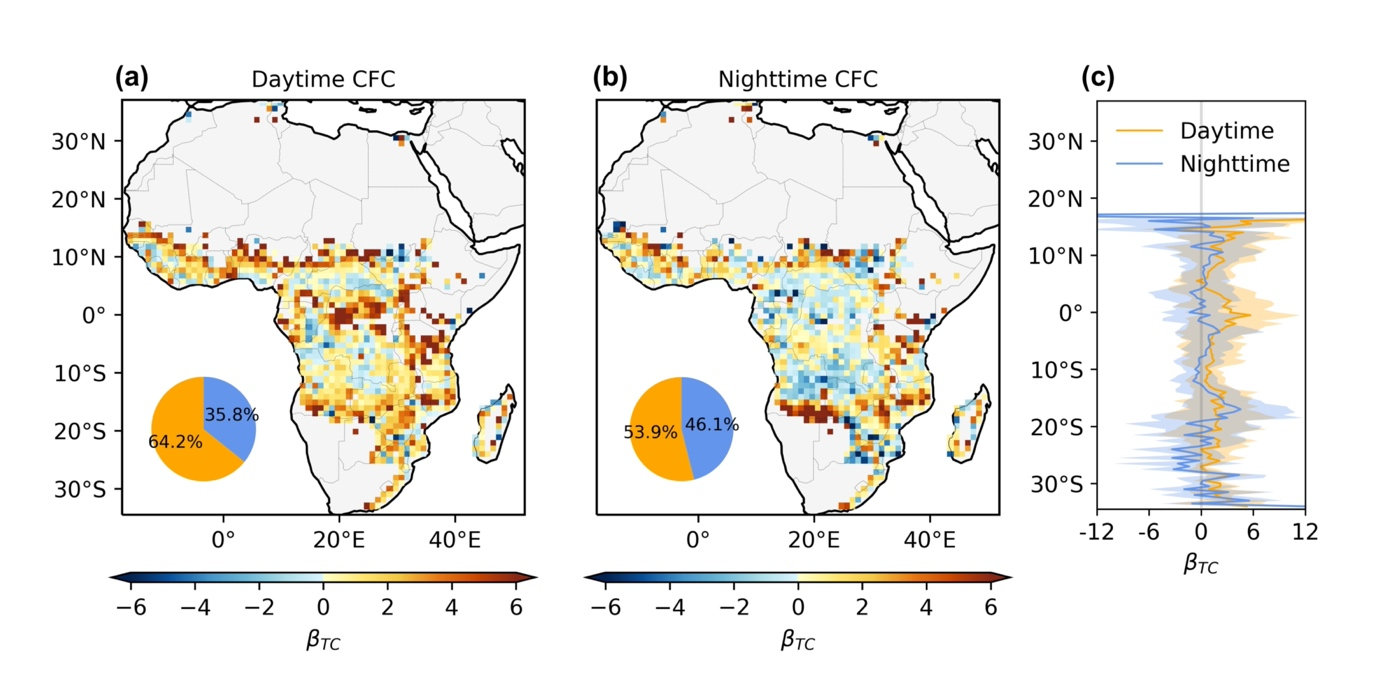 (a) Daytime CFC
(b) Nighttime CFC
(c)
30°N
20°N
10°N
0°
10°S
20°S
30°S
35.8%
64.2%
0° 20°E 40°E
−6 −4 −2 0 2 4 6
βTC
53.9% 46.1%
0° 20°E 40°E
−6 −4 −2 0 2 4 6
βTC
Daytime
Nighttime
30°N
20°N
10°N
0°
10°S
20°S
30°S
-12 -6 0 6 12
βTC